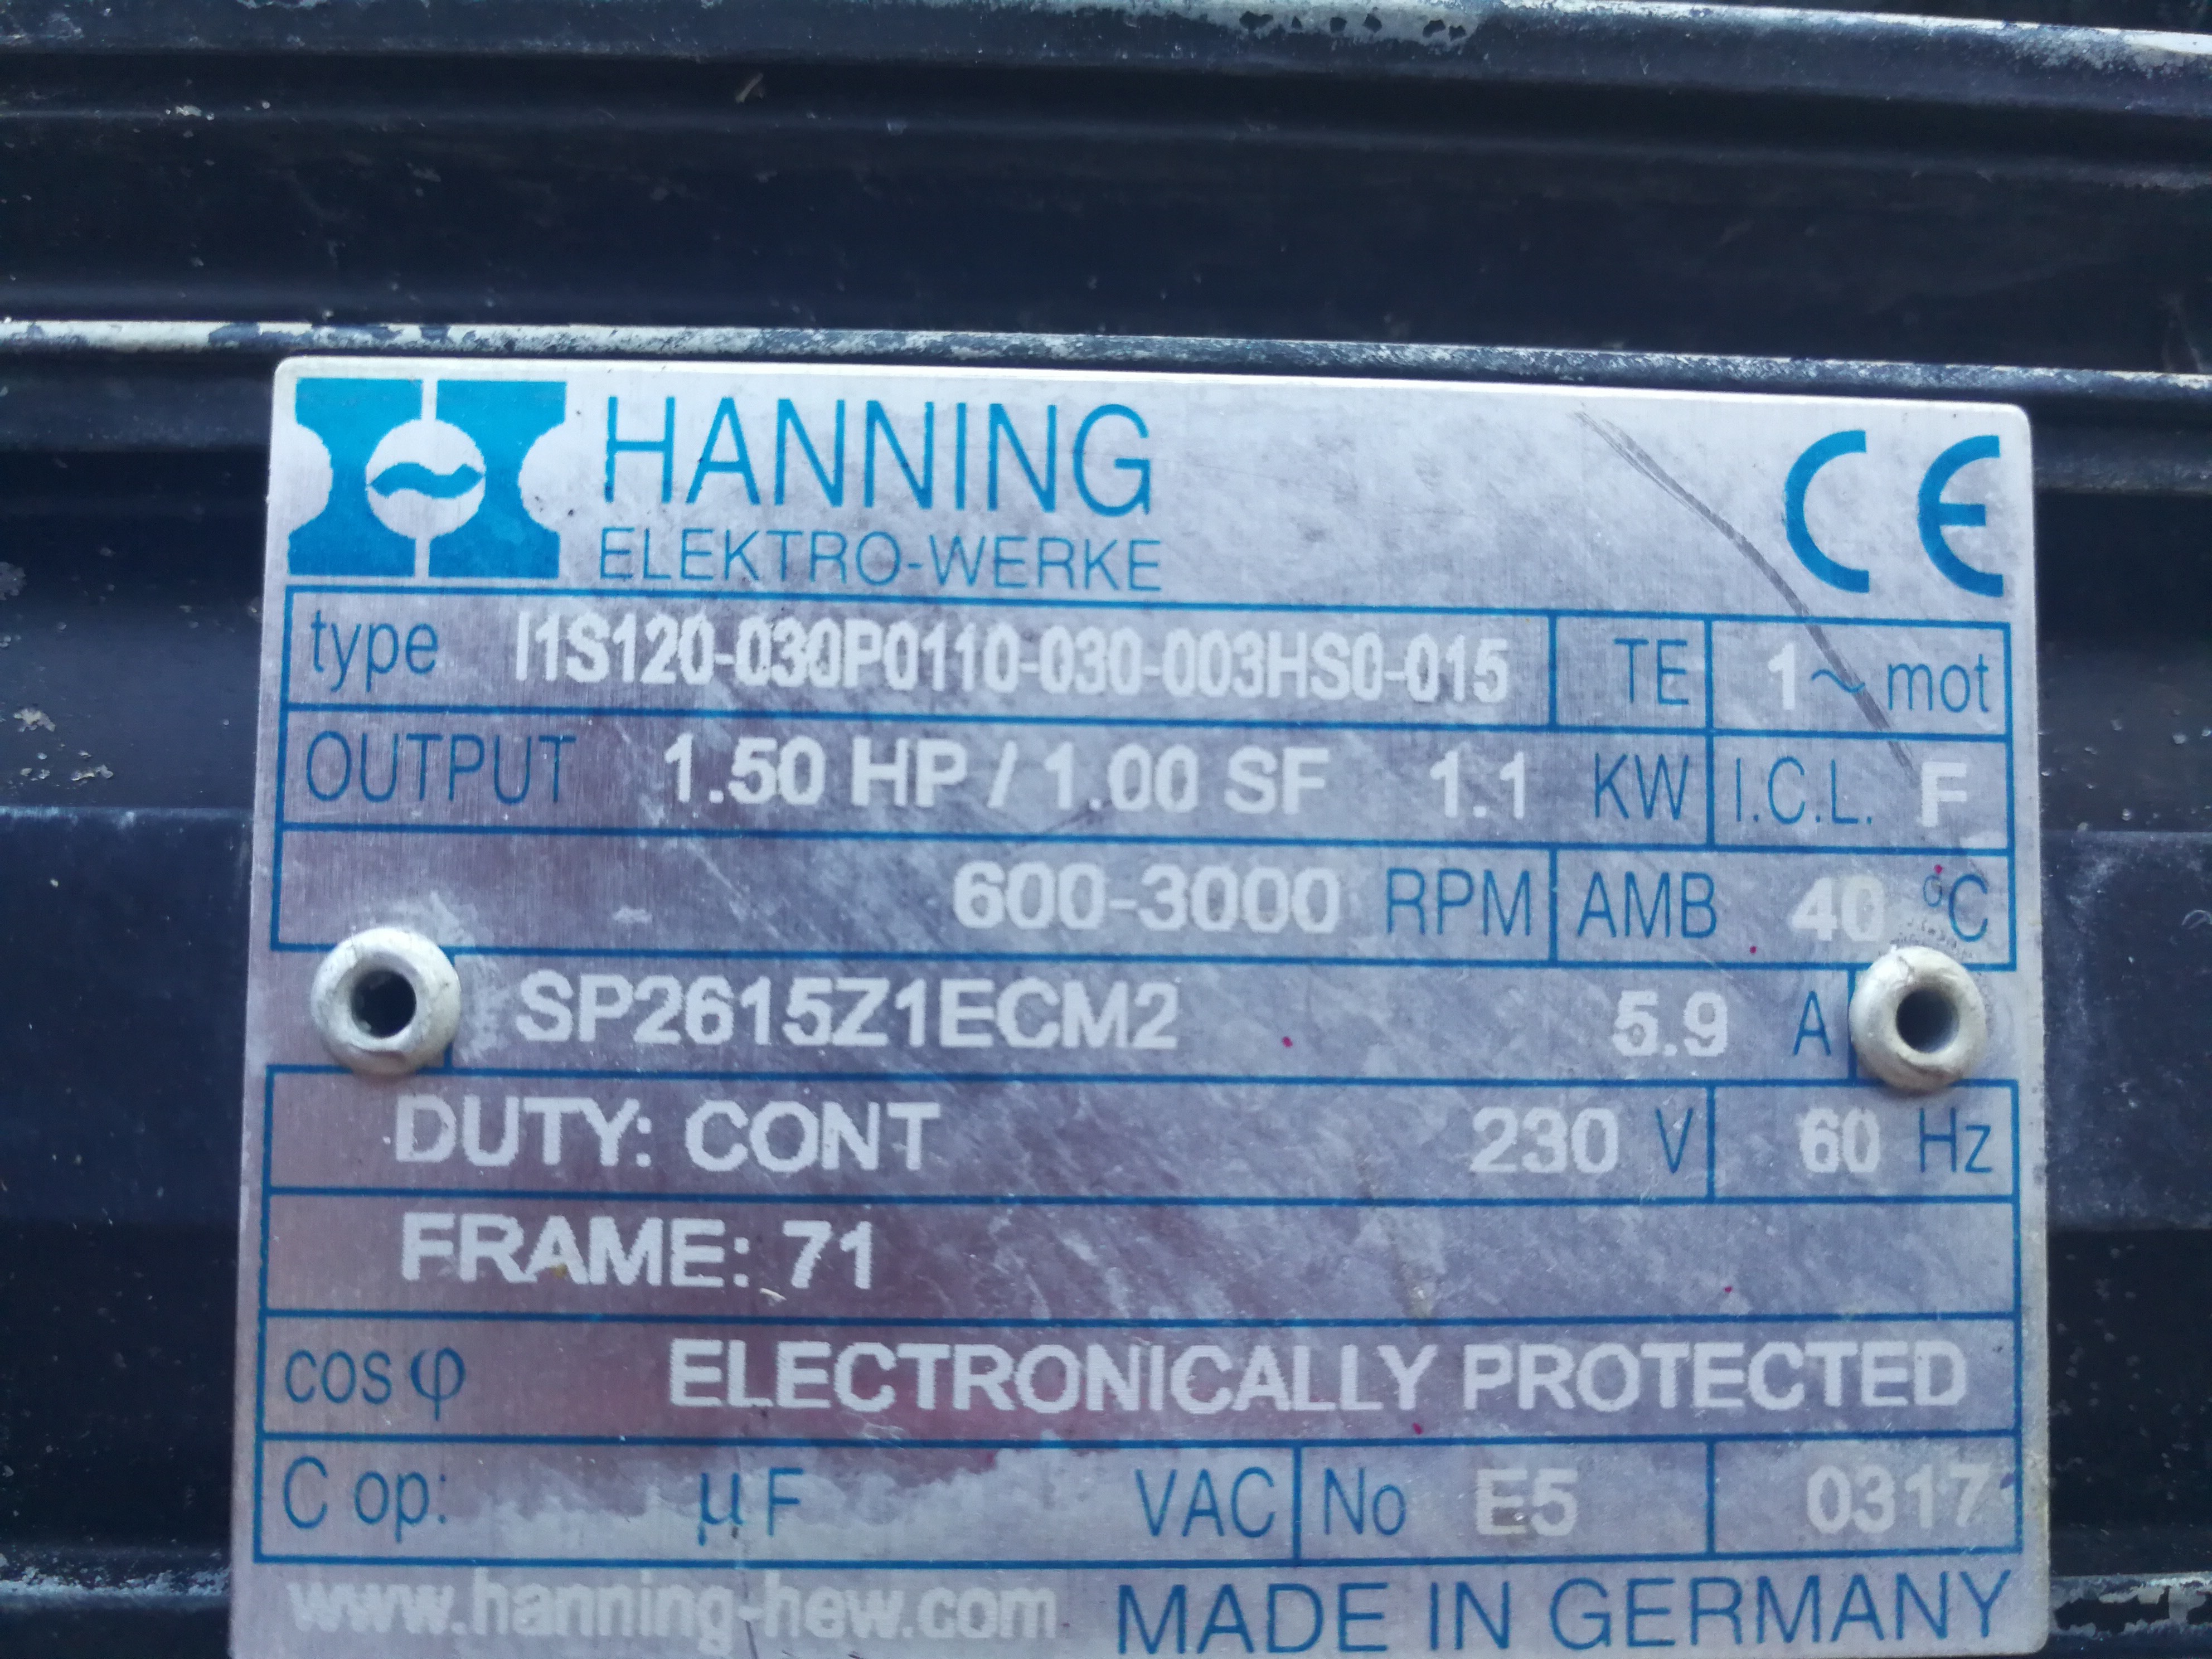 HANNING
ELEKTRO-WERKE
CE
type I1S120-030P0110-030-003HS0-015 TE 1~ mot
OUTPUT 1.50 HP / 1.00 SF 1.1 KW I.C.L. F
600-3000 RPM AMB 40 °C
SP2615Z1ECM2 5.9 A
DUTY: CONT 230 V 60 Hz
FRAME: 71
cos φ ELECTRONICALLY PROTECTED
C op: µF VAC No E5 0317
www.hanning-hew.com MADE IN GERMANY